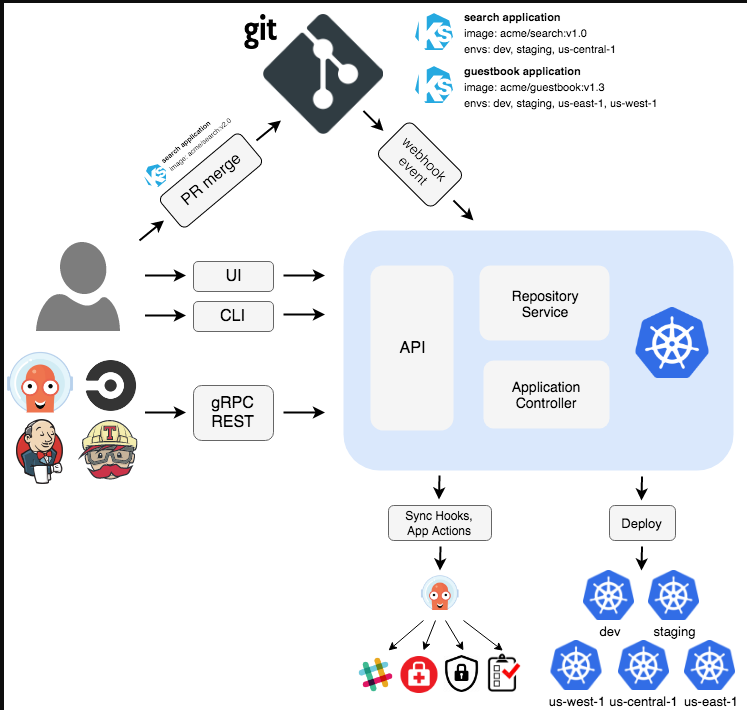 git
search application
image: acme/search:v1.0
envs: dev, staging, us-central-1
guestbook application
image: acme/guestbook:v1.3
envs: dev, staging, us-east-1, us-west-1
Ks
Ks
search application
image: acme/search:v2.0
Ks
PR merge
webhook
event
UI
CLI
gRPC
REST
API
Repository
Service
Application
Controller
T
Sync Hooks,
App Actions
Deploy
dev
staging
us-west-1
us-central-1
us-east-1